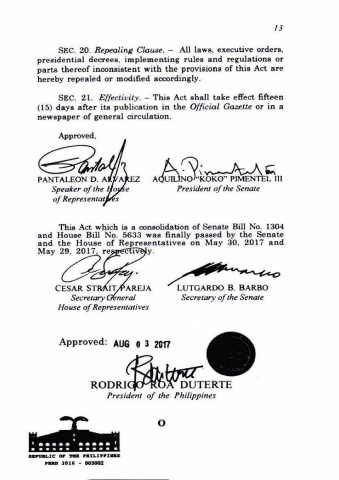 13
SEC. 20. Repealing Clause. – All laws, executive orders,
presidential decrees, implementing rules and regulations or
parts thereof inconsistent with the provisions of this Act are
hereby repealed or modified accordingly.
SEC. 21. Effectivity. – This Act shall take effect fifteen
(15) days after its publication in the Official Gazette or in a
newspaper of general circulation.
Approved,
PANTALEON D. ALVAREZ
Speaker of the House
of Representatives
AQUILINO "KOKO" PIMENTEL III
President of the Senate
This Act which is a consolidation of Senate Bill No. 1304
and House Bill No. 5633 was finally passed by the Senate
and the House of Representatives on May 30, 2017 and
May 29, 2017, respectively.
CESAR STRAIT PAREJA
Secretary General
House of Representatives
LUTGARDO B. BARBO
Secretary of the Senate
Approved: AUG 03 2017
RODRIGO ROA DUTERTE
President of the Philippines
O
REPUBLIC OF THE PHILIPPINES
PRRD 2016 - 003002